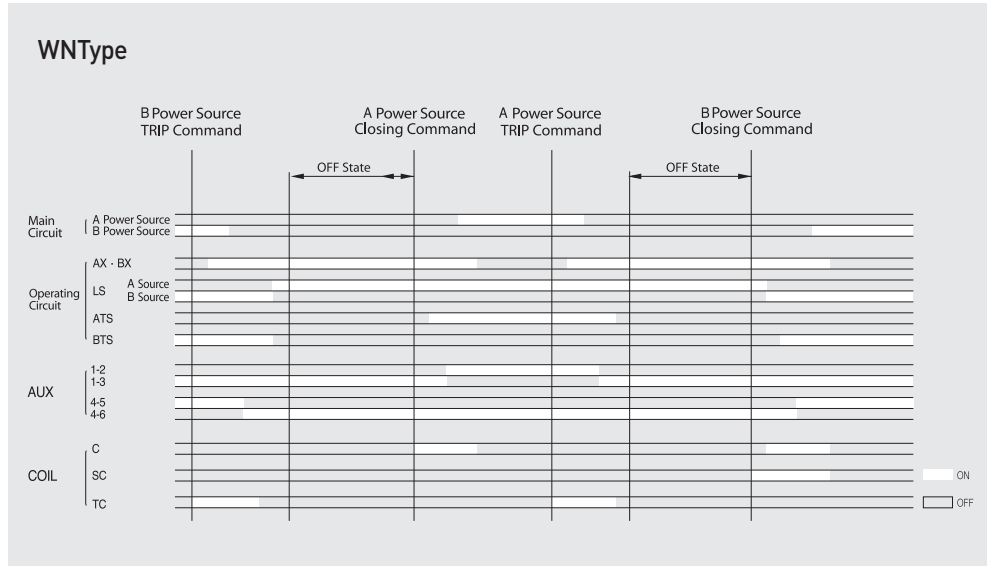 WNType
B Power Source
TRIP Command
A Power Source
Closing Command
A Power Source
TRIP Command
B Power Source
Closing Command
OFF State
OFF State
Main
Circuit
A Power Source
B Power Source
Operating
Circuit
AX · BX
LS
A Source
B Source
ATS
BTS
AUX
1-2
1-3
4-5
4-6
COIL
C
SC
TC
ON
OFF